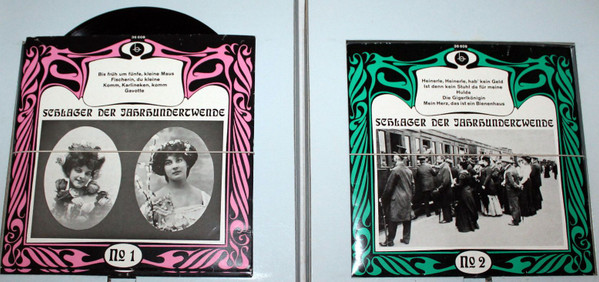 Bis früh um fünfe, kleine Maus
Fischerin, du kleine
Komm, Karlineken, komm
Gavotte
SCHLAGER DER JAHRHUNDERTWENDE
No 1
Heinerle, Heinerle, hab' kein Geld
Ist denn kein Stuhl da für meine
Hulda
Die Gigerlkönigin
Mein Herz, das ist ein Bienenhaus
SCHLAGER DER JAHRHUNDERTWENDE
No 2